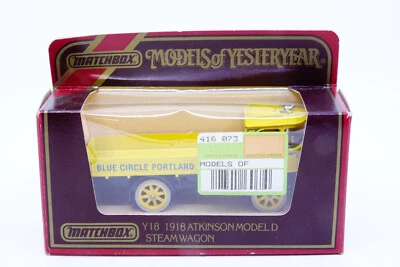 MATCHBOX
MODELS of YESTERYEAR
416 073
MODELS OF
BLUE CIRCLE PORTLAND
MATCHBOX
Y18 1918 ATKINSON MODEL D
STEAM WAGON